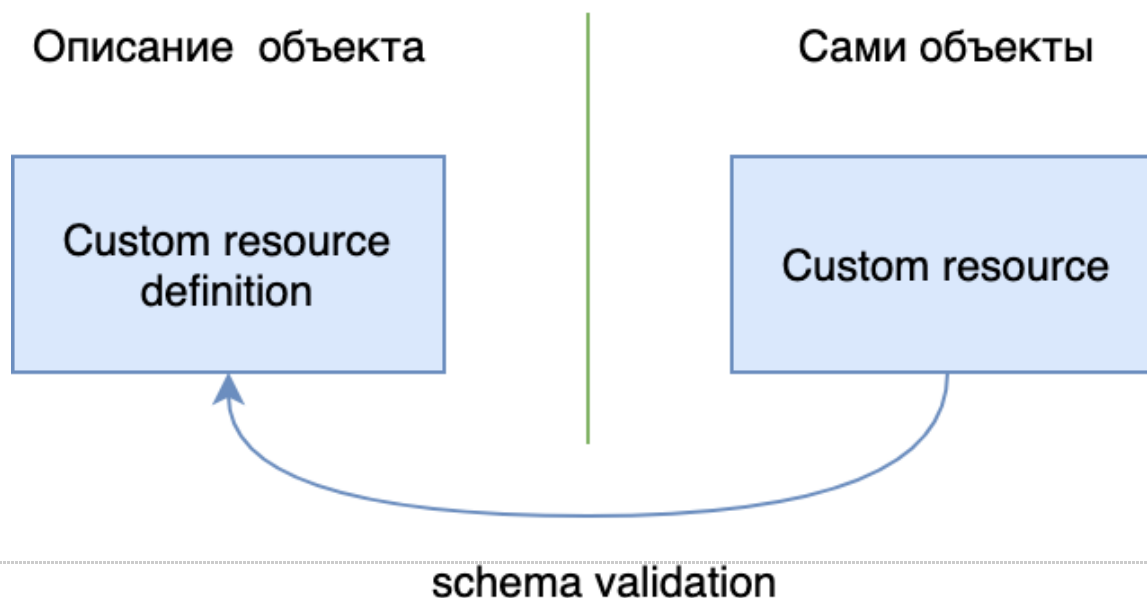 Описание объекта
Сами объекты
Custom resource
definition
Custom resource
schema validation